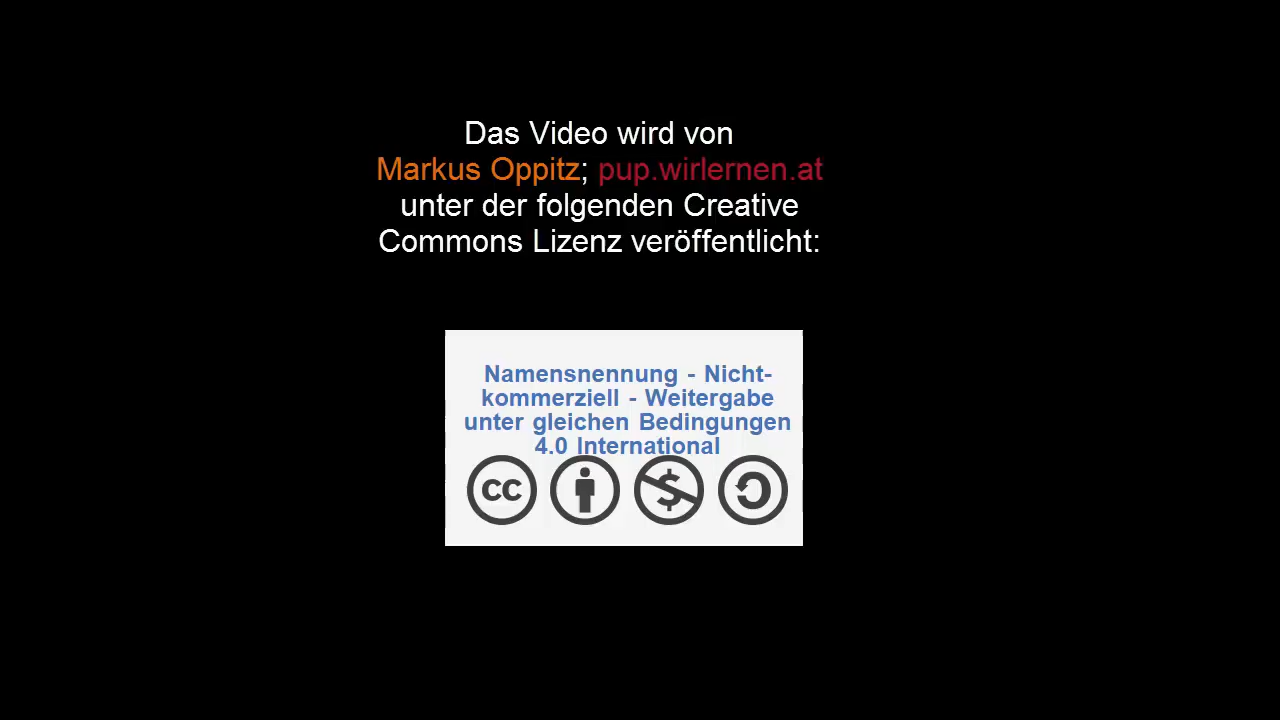 Das Video wird von
Markus Oppitz; pup.wirlernen.at
unter der folgenden Creative
Commons Lizenz veröffentlicht:
Namensnennung - Nicht-
kommerziell - Weitergabe
unter gleichen Bedingungen
4.0 International
cc